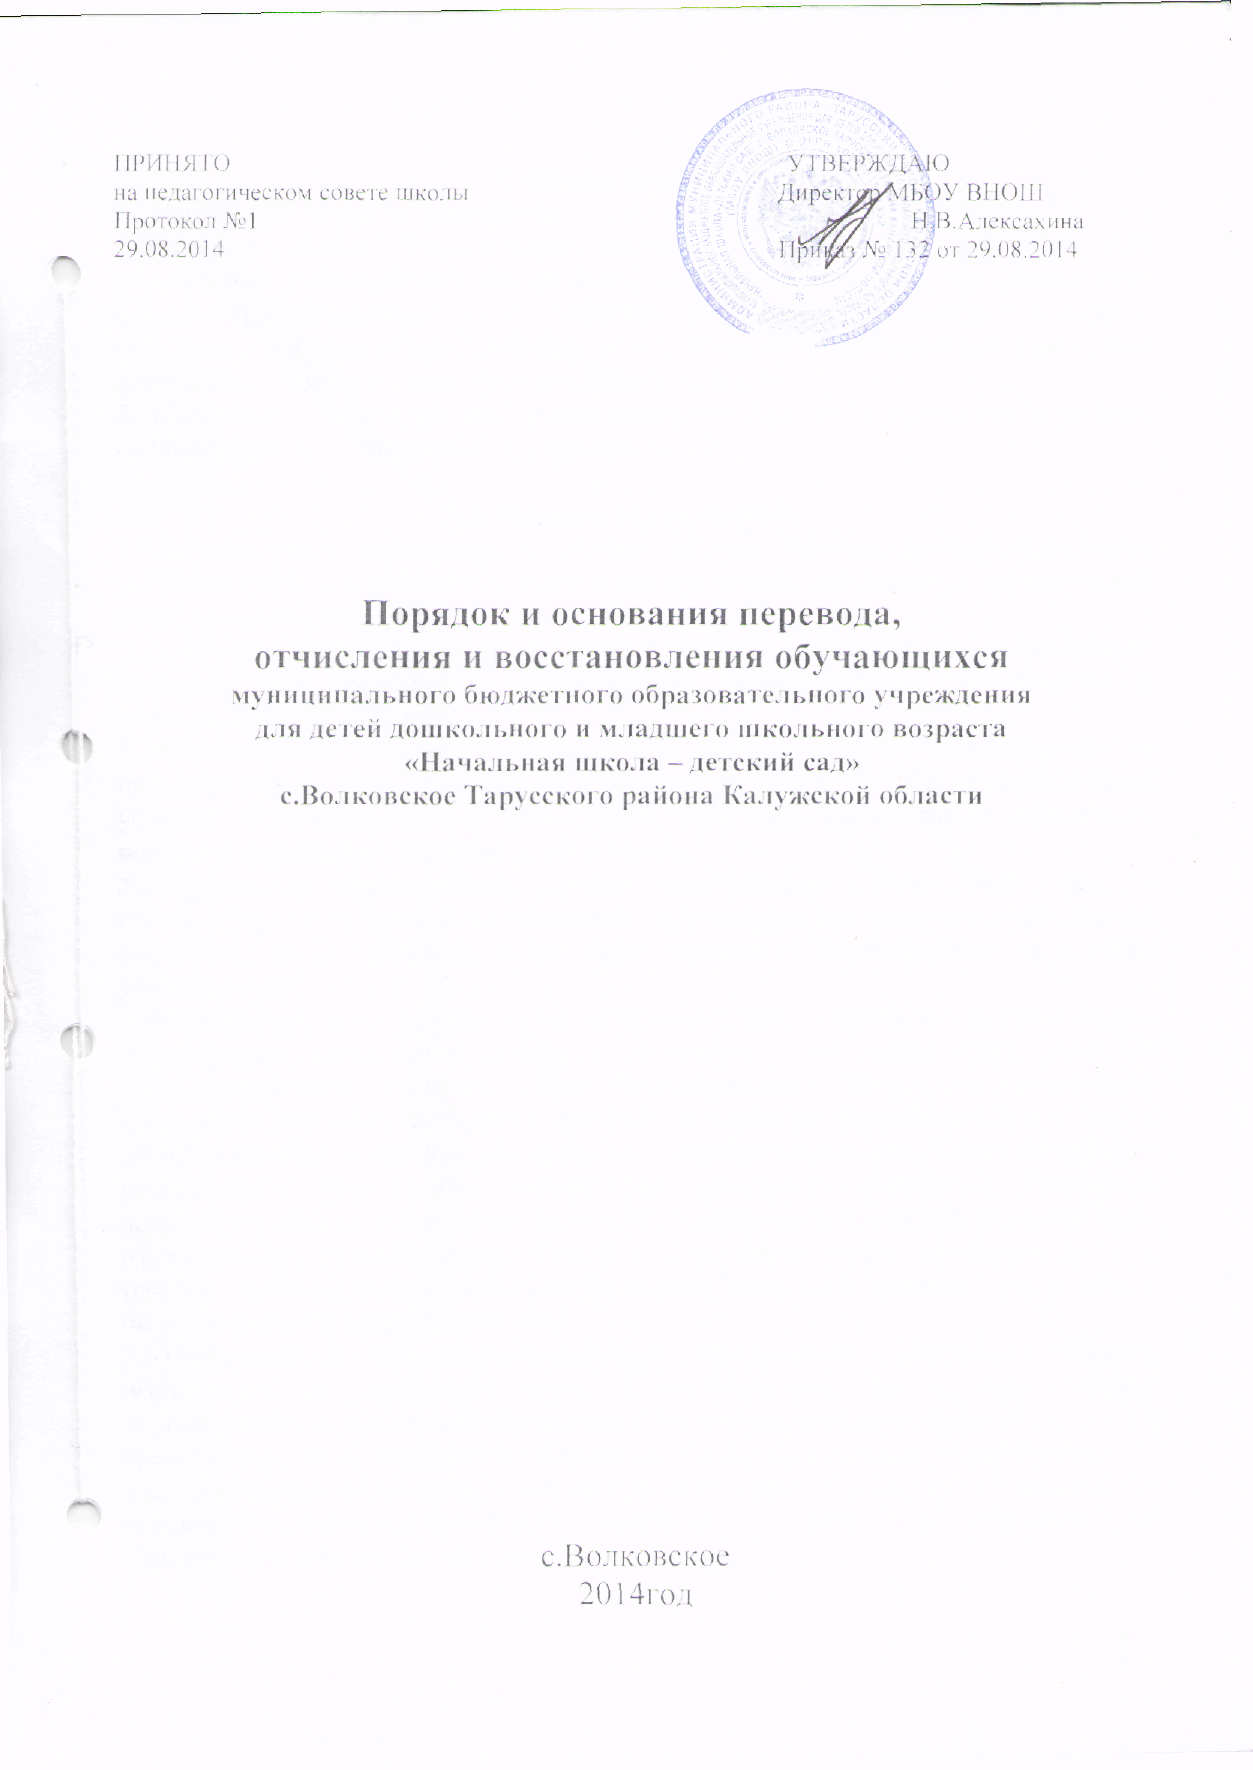 ПРИНЯТО
на педагогическом совете школы
Протокол №1
29.08.2014
УТВЕРЖДАЮ
Директор МБОУ ВНОШ
Н.В.Алексахина
Приказ № 132 от 29.08.2014
Порядок и основания перевода,
отчисления и восстановления обучающихся
муниципального бюджетного образовательного учреждения
для детей дошкольного и младшего школьного возраста
«Начальная школа – детский сад»
с.Волковское Тарусского района Калужской области
с.Волковское
2014год